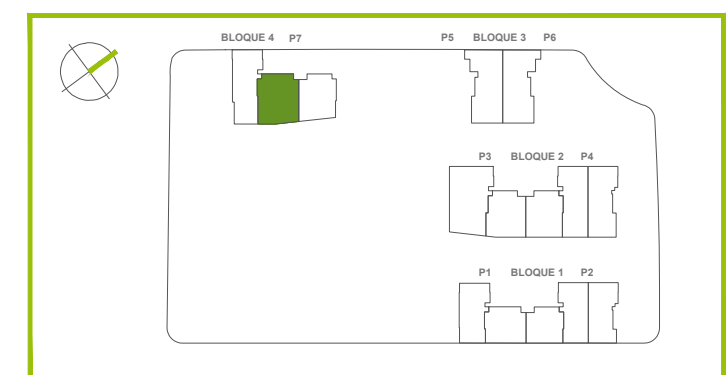 BLOQUE 4 P7
P5 BLOQUE 3 P6
P3 BLOQUE 2 P4
P1 BLOQUE 1 P2